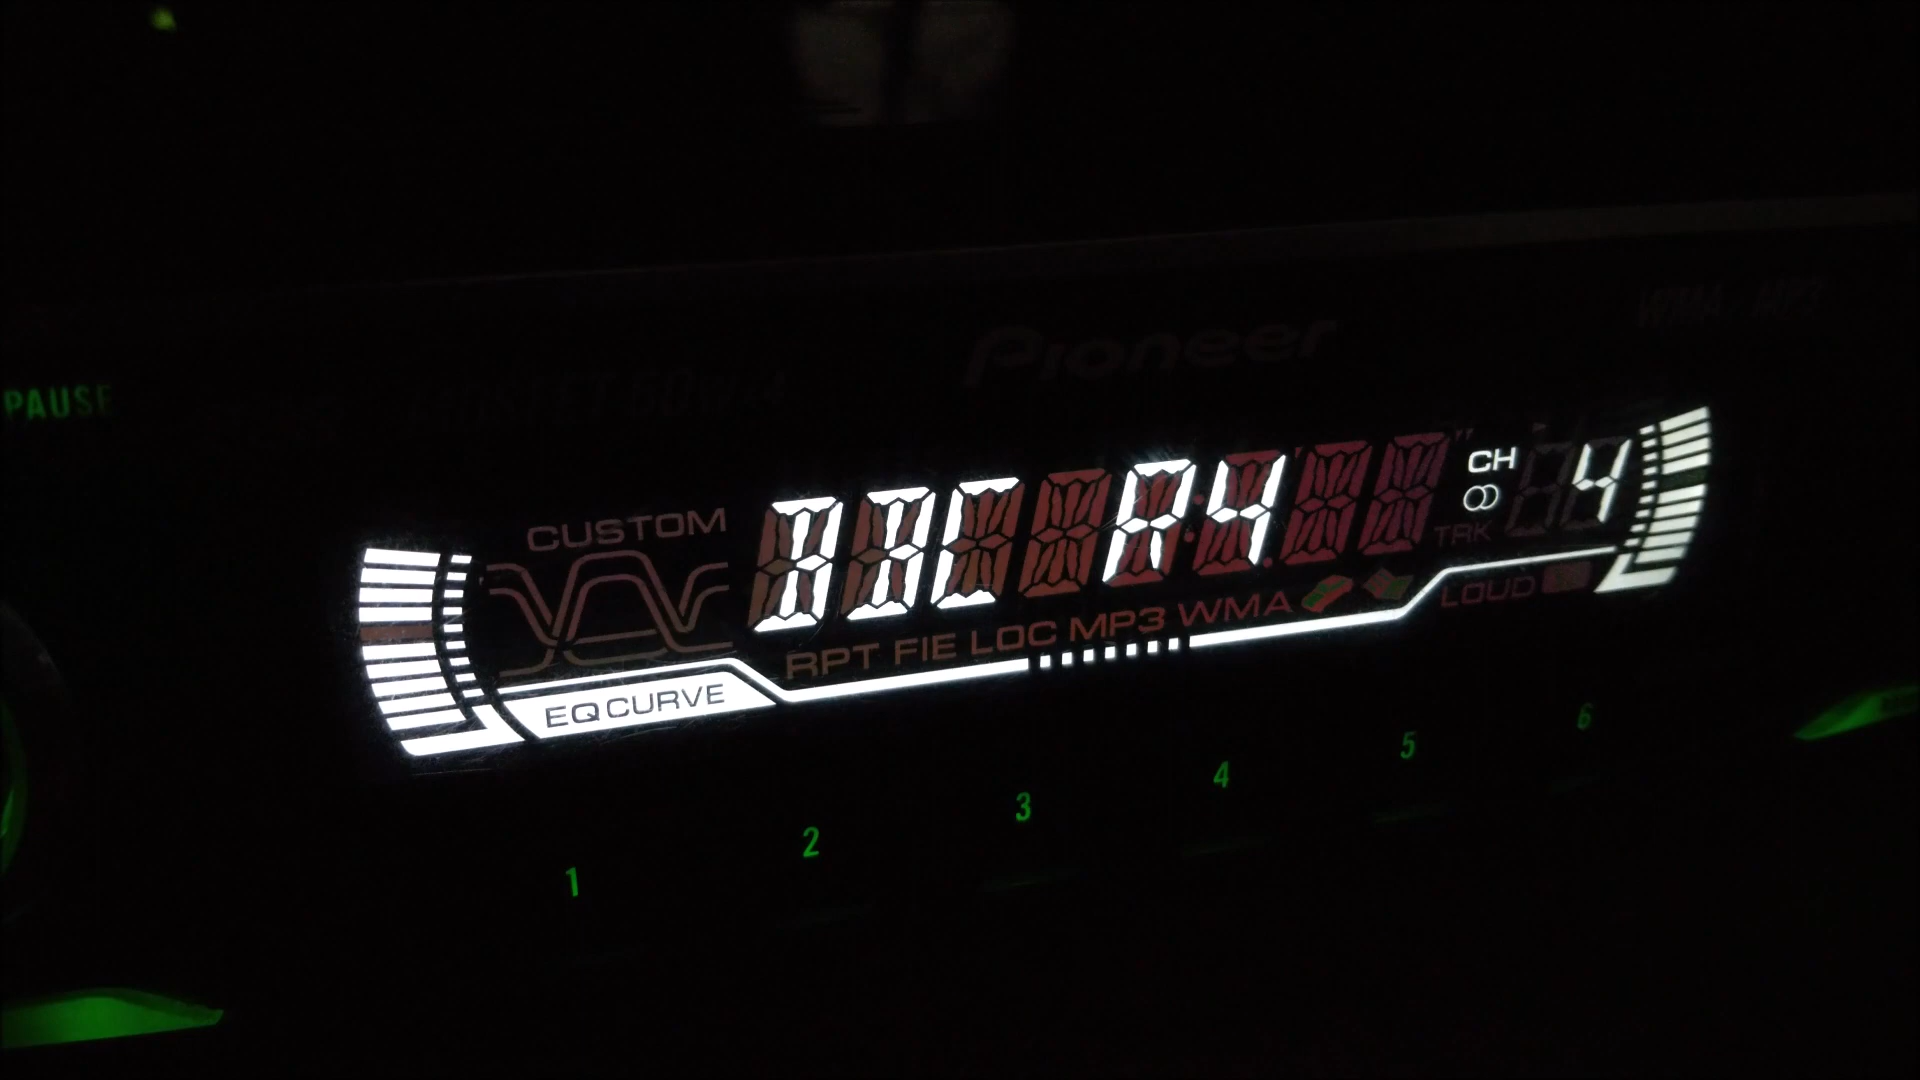 Pioneer
PAUSE
CUSTOM
BBC R4
CH 4
TRK
RPT FIE LOC MP3 WMA
LOUD
EQ CURVE
1 2 3 4 5 6